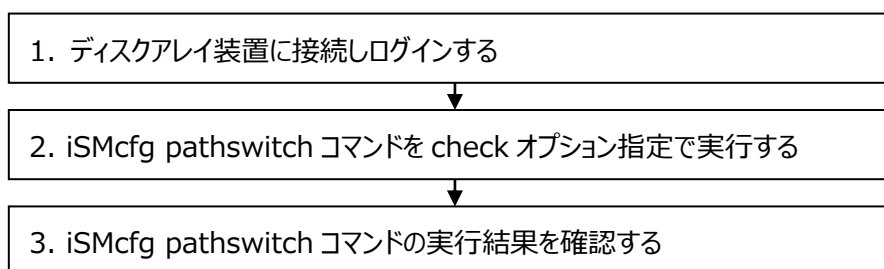 1. ディスクアレイ装置に接続しログインする
2. iSMcfg pathswitch コマンドを check オプション指定で実行する
3. iSMcfg pathswitch コマンドの実行結果を確認する